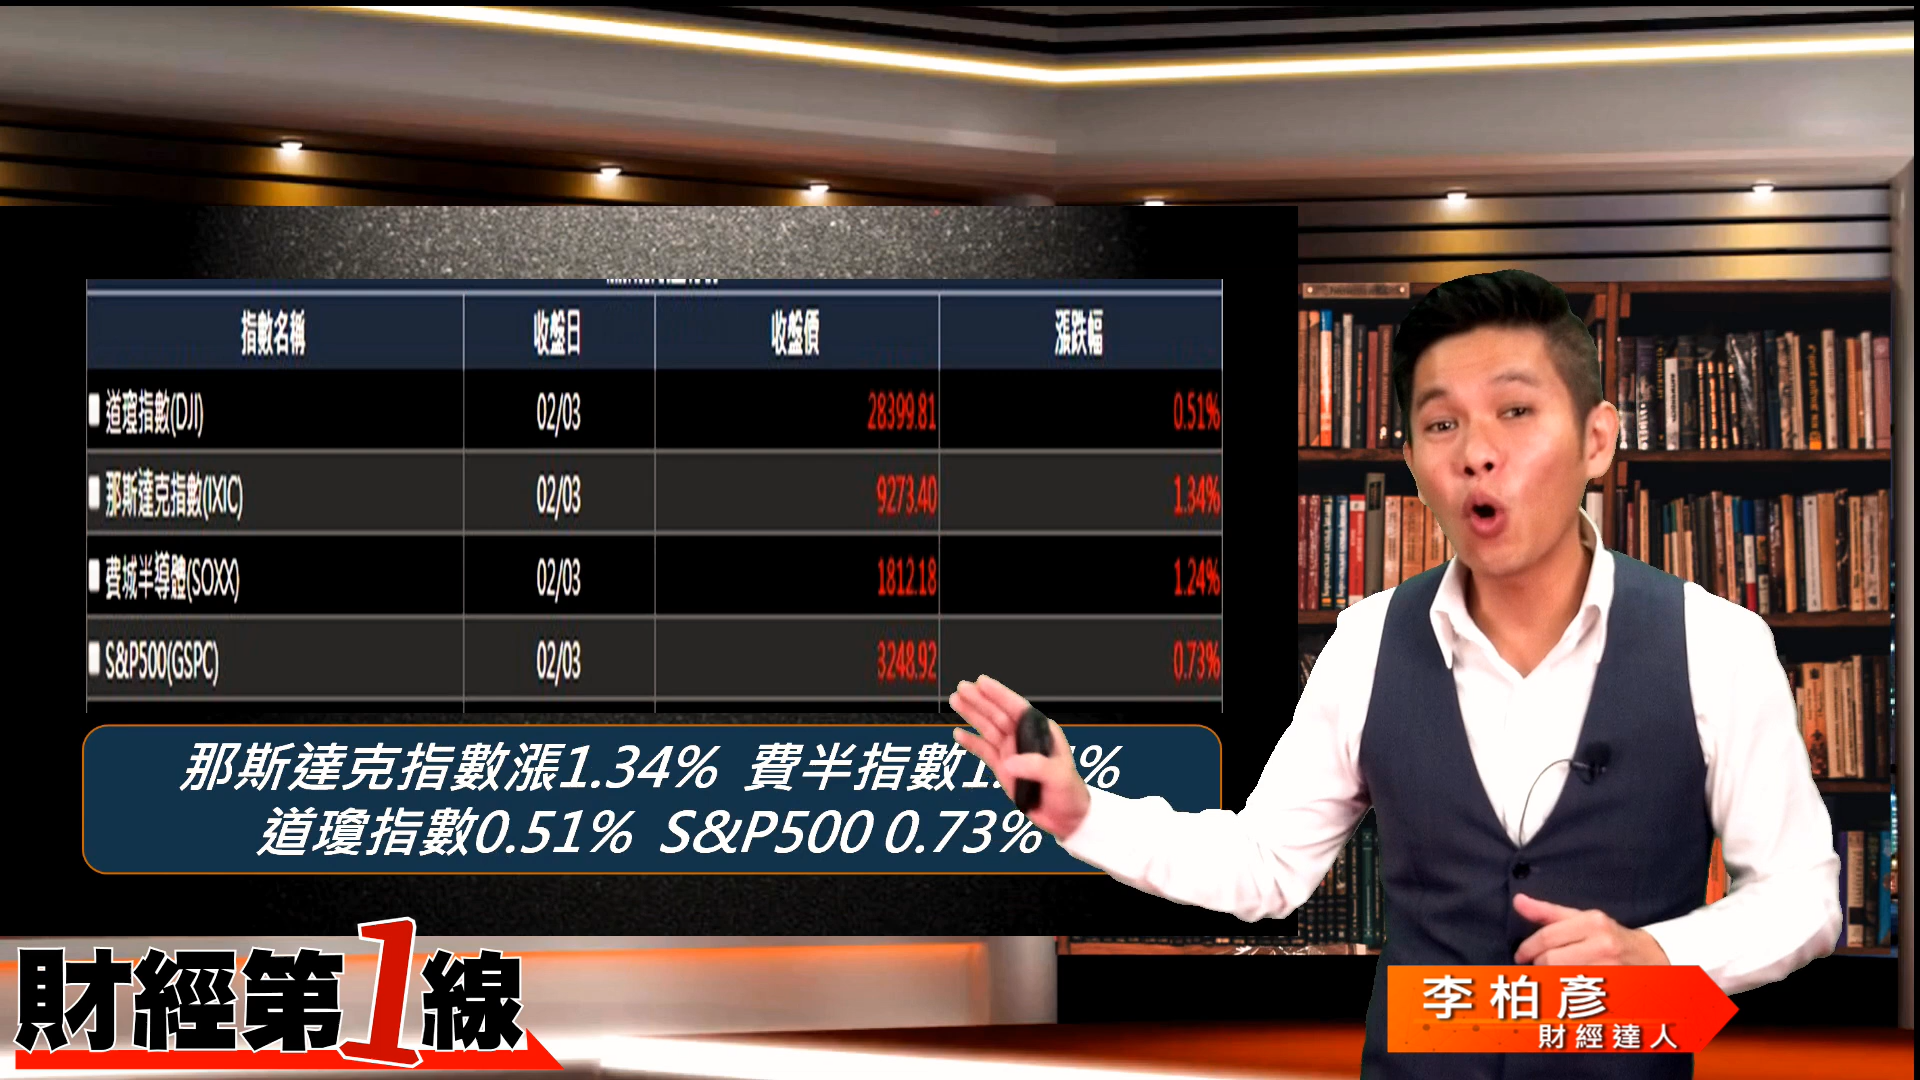 指數名稱 收盤日 收盤價 漲跌幅
道瓊指數(DJI) 02/03 28399.81 0.51%
那斯達克指數(IXIC) 02/03 9273.40 1.34%
費城半導體(SOXX) 02/03 1812.18 1.24%
S&P500(GSPC) 02/03 3248.92 0.73%
那斯達克指數漲1.34% 費半指數1. %
道瓊指數0.51% S&P500 0.73%
財經第1線
李柏彥
財經達人